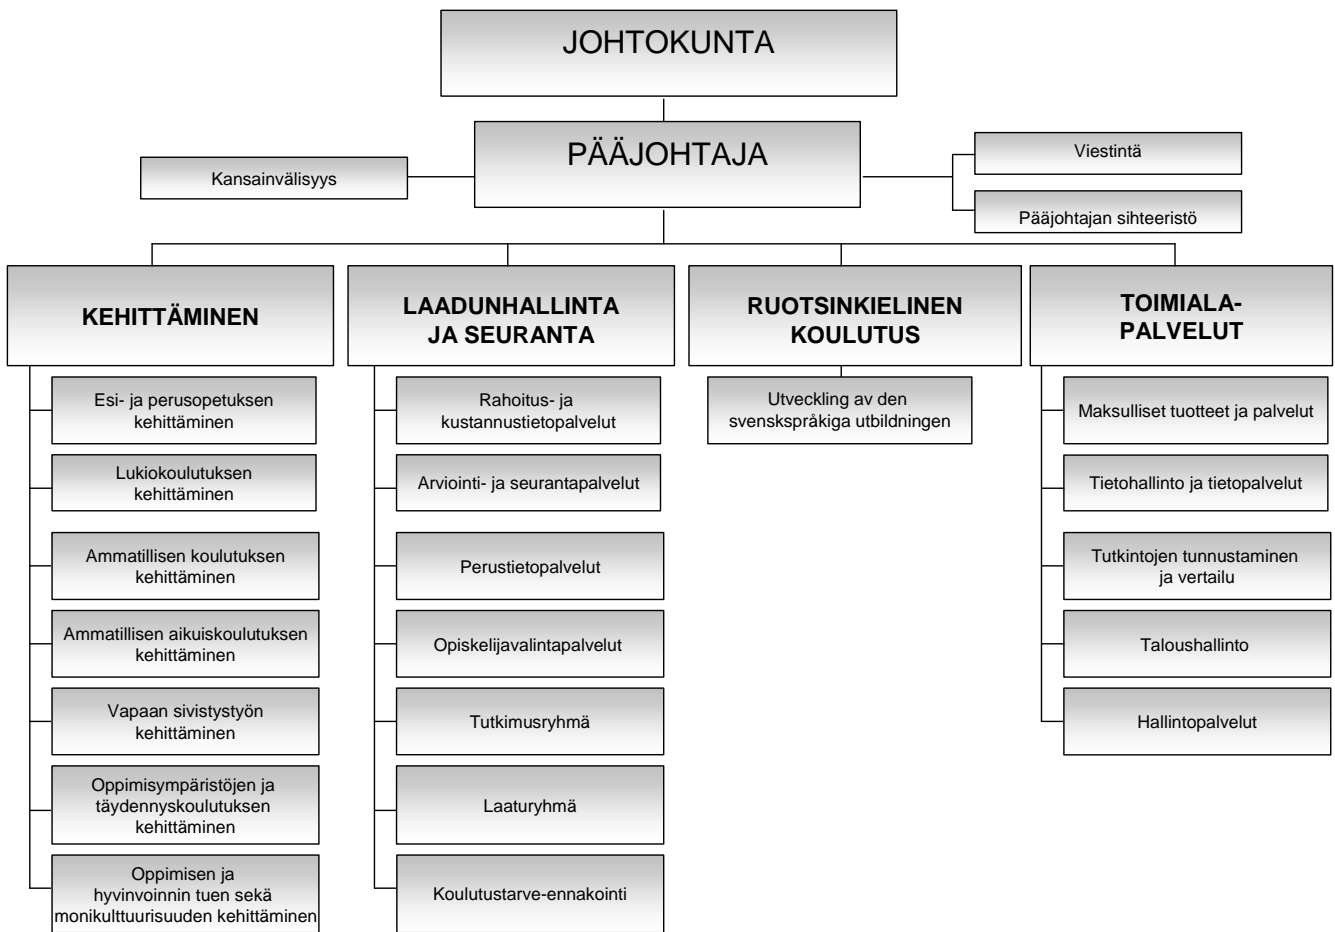 JOHTOKUNTA
PÄÄJOHTAJA
Kansainvälisyys
Viestintä
Pääjohtajan sihteeristö
KEHITTÄMINEN
Esi- ja perusopetuksen
kehittäminen
Lukiokoulutuksen
kehittäminen
Ammatillisen koulutuksen
kehittäminen
Ammatillisen aikuiskoulutuksen
kehittäminen
Vapaan sivistystyön
kehittäminen
Oppimisympäristöjen ja
täydennyskoulutuksen
kehittäminen
Oppimisen ja
hyvinvoinnin tuen sekä
monikulttuurisuuden kehittäminen
LAADUNHALLINTA
JA SEURANTA
Rahoitus- ja
kustannustietopalvelut
Arviointi- ja seurantapalvelut
Perustietopalvelut
Opiskelijavalintapalvelut
Tutkimusryhmä
Laaturyhmä
Koulutustarve-ennakointi
RUOTSINKIELINEN
KOULUTUS
Utveckling av den
svenskspråkiga utbildningen
TOIMIALA-
PALVELUT
Maksulliset tuotteet ja palvelut
Tietohallinto ja tietopalvelut
Tutkintojen tunnustaminen
ja vertailu
Taloushallinto
Hallintopalvelut